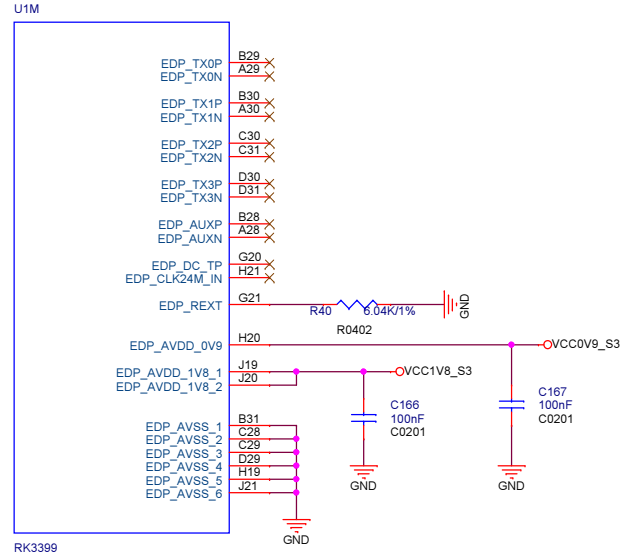 U1M
EDP_TX0P B29
EDP_TX0N A29
EDP_TX1P B30
EDP_TX1N A30
EDP_TX2P C30
EDP_TX2N C31
EDP_TX3P D30
EDP_TX3N D31
EDP_AUXP B28
EDP_AUXN A28
EDP_DC_TP G20
EDP_CLK24M_IN H21
EDP_REXT G21
R40 6.04K/1%
R0402
GND
EDP_AVDD_0V9 H20
VCC0V9_S3
EDP_AVDD_1V8_1 J19
EDP_AVDD_1V8_2 J20
VCC1V8_S3
C166
100nF
C0201
GND
C167
100nF
C0201
GND
EDP_AVSS_1 B31
EDP_AVSS_2 C28
EDP_AVSS_3 C29
EDP_AVSS_4 D29
EDP_AVSS_5 H19
EDP_AVSS_6 J21
GND
RK3399